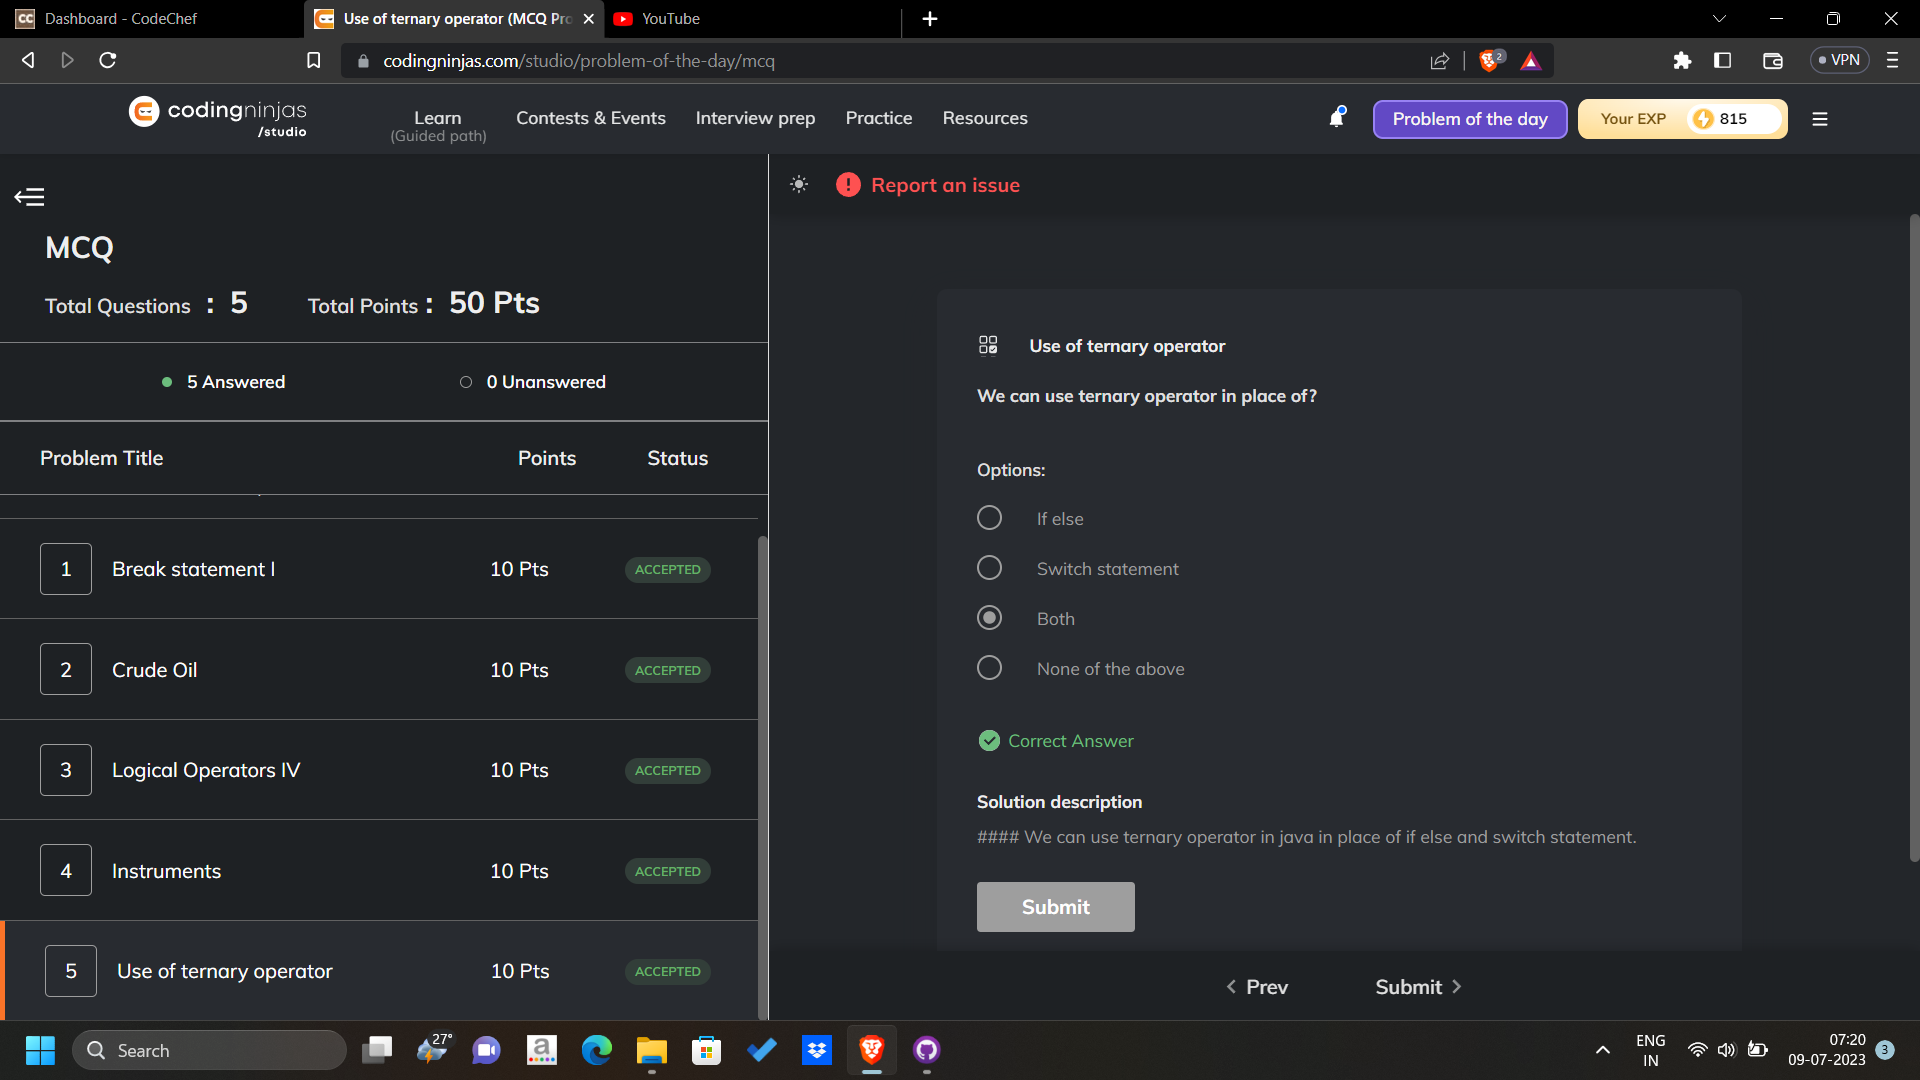 CC Dashboard - CodeChef
Use of ternary operator (MCQ Pro
YouTube
codingninjas.com/studio/problem-of-the-day/mcq
2
VPN
codingninjas
/studio
Learn
(Guided path)
Contests & Events
Interview prep
Practice
Resources
Problem of the day
Your EXP
815
Report an issue
MCQ
Total Questions : 5
Total Points : 50 Pts
5 Answered
0 Unanswered
Problem Title
Points
Status
1 Break statement I 10 Pts ACCEPTED
2 Crude Oil 10 Pts ACCEPTED
3 Logical Operators IV 10 Pts ACCEPTED
4 Instruments 10 Pts ACCEPTED
5 Use of ternary operator 10 Pts ACCEPTED
Use of ternary operator
We can use ternary operator in place of?
Options:
If else
Switch statement
Both
None of the above
Correct Answer
Solution description
#### We can use ternary operator in java in place of if else and switch statement.
Submit
Prev
Submit
Search
27°
a
ENG
IN
07:20
09-07-2023
3